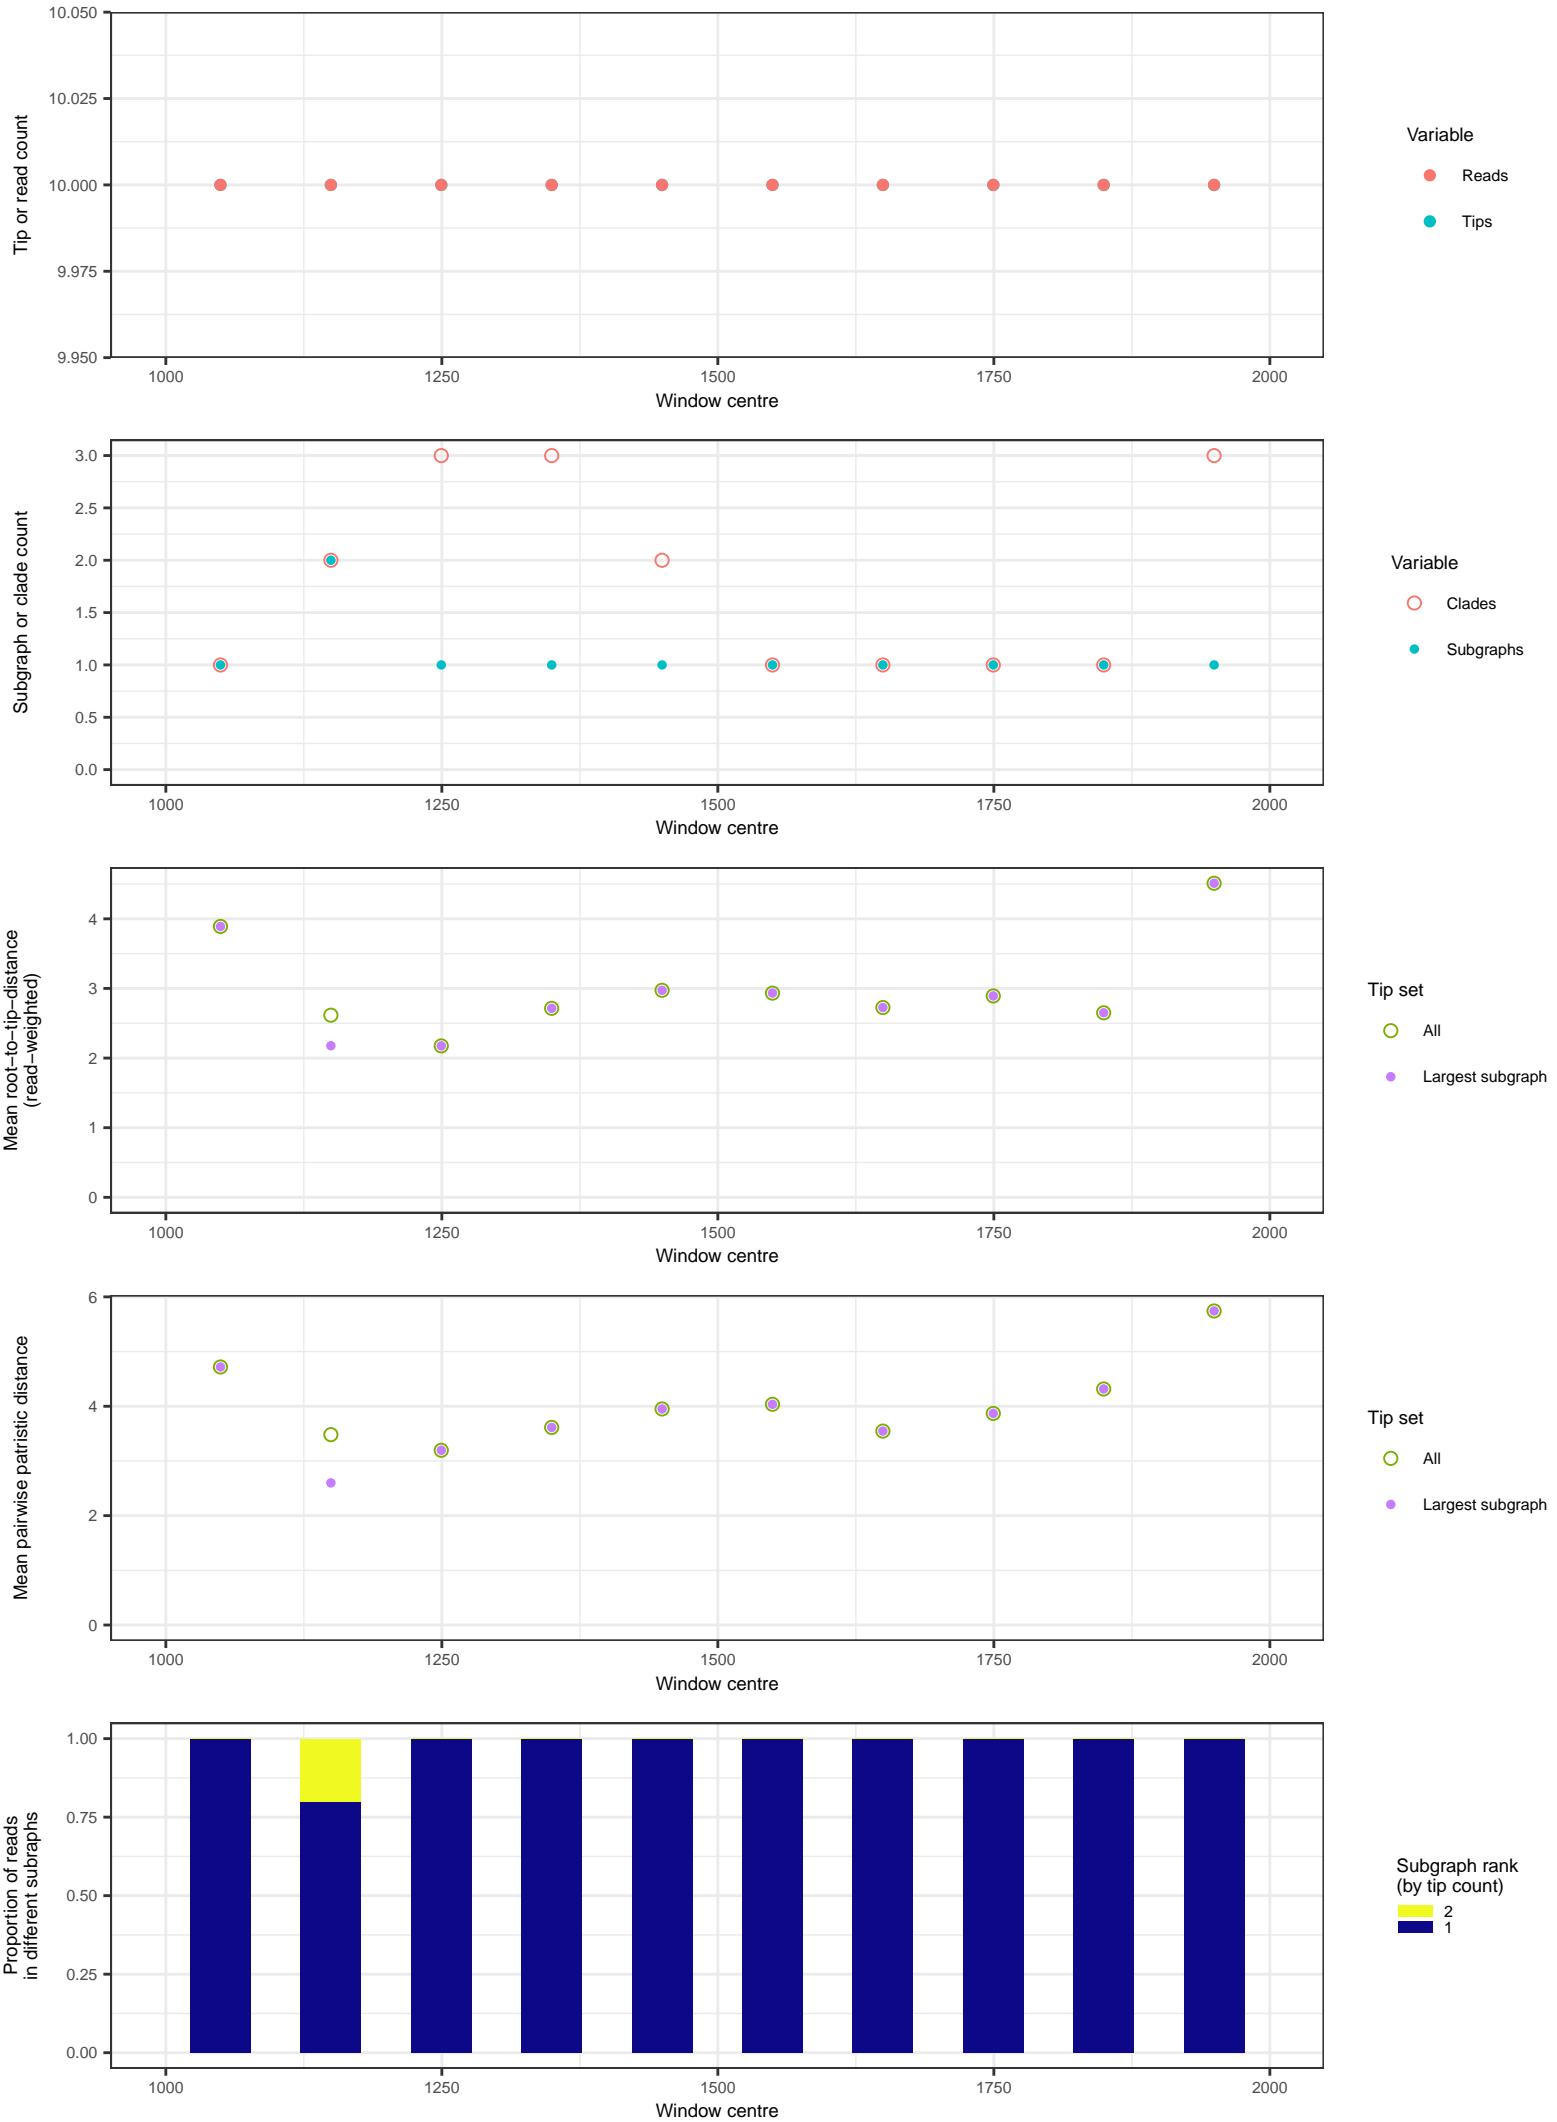 10.050
10.025
10.000
9.975
9.950
Tip or read count
1000 1250 1500 1750 2000
Window centre
Variable
Reads
Tips
3.0
2.5
2.0
1.5
1.0
0.5
0.0
Subgraph or clade count
1000 1250 1500 1750 2000
Window centre
Variable
Clades
Subgraphs
4
3
2
1
0
Mean root−to−tip−distance
(read−weighted)
1000 1250 1500 1750 2000
Window centre
Tip set
All
Largest subgraph
6
4
2
0
Mean pairwise patristic distance
1000 1250 1500 1750 2000
Window centre
Tip set
All
Largest subgraph
1.00
0.75
0.50
0.25
0.00
Proportion of reads
in different subraphs
1000 1250 1500 1750 2000
Window centre
Subgraph rank
(by tip count)
2
1